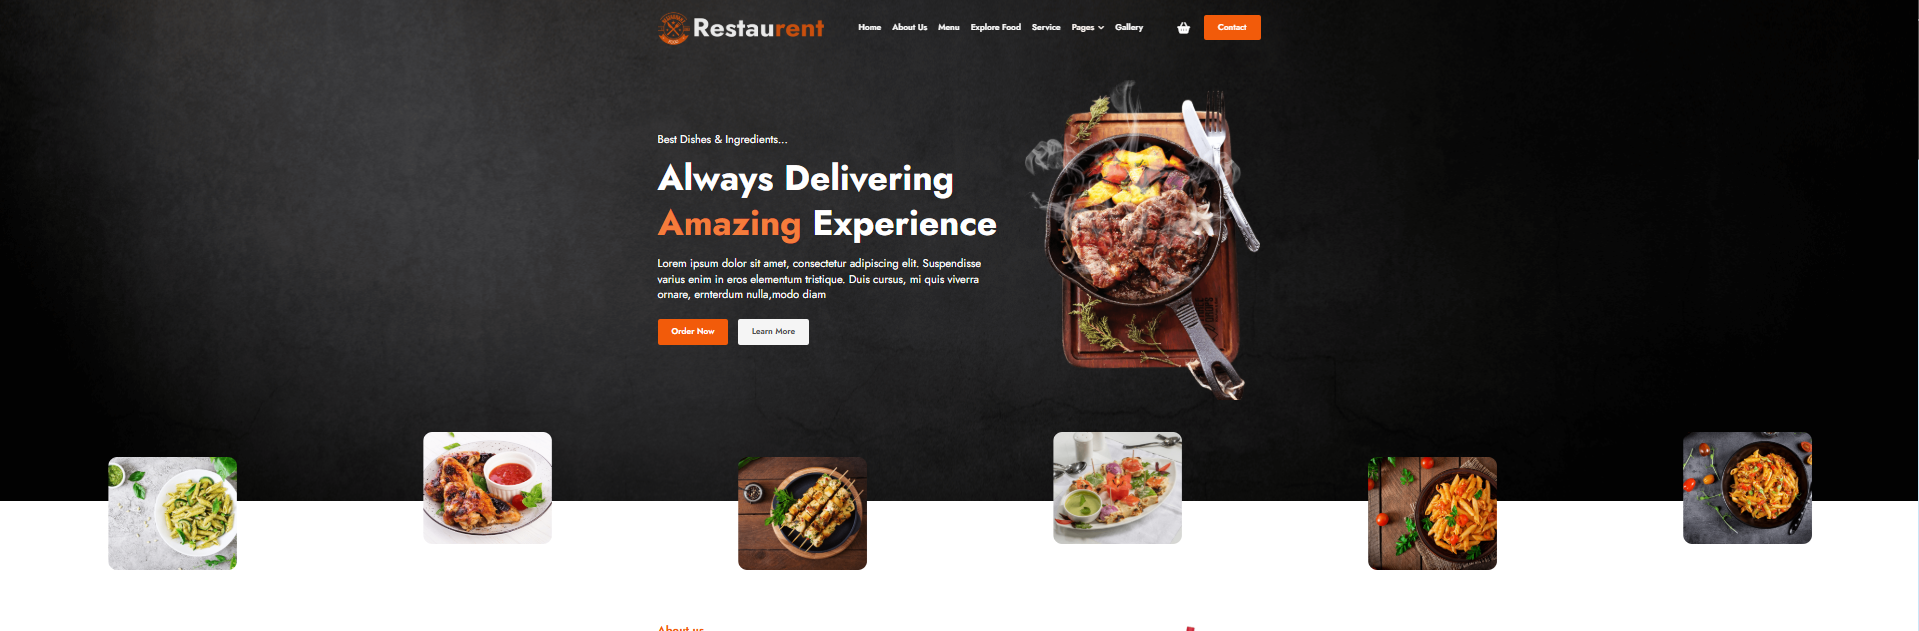 Restaurent
Home About Us Menu Explore Food Service Pages Gallery Contact
Best Dishes & Ingredients...
Always Delivering
Amazing Experience
Lorem ipsum dolor sit amet, consectetur adipiscing elit. Suspendisse
varius enim in eros elementum tristique. Duis cursus, mi quis viverra
ornare, ernterdum nulla,modo diam
Order Now Learn More
About us